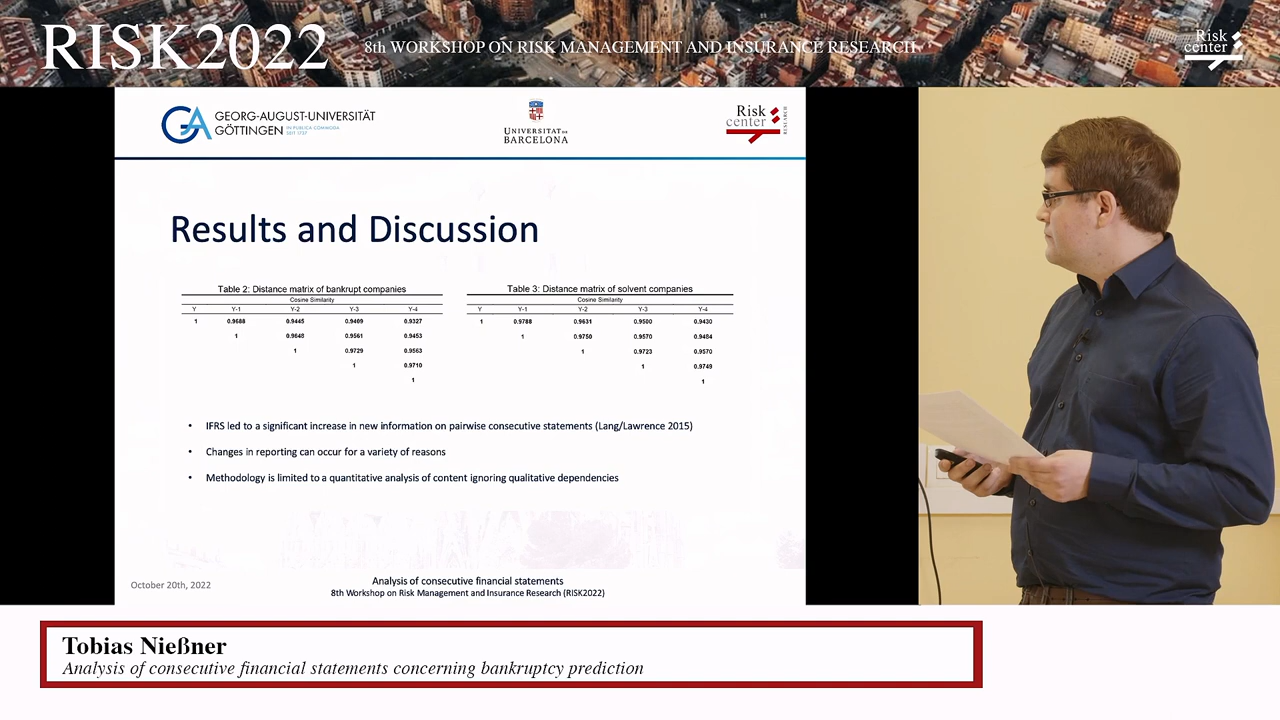 RISK2022
8th WORKSHOP ON RISK MANAGEMENT AND INSURANCE RESEARCH
Risk
center
GEORG-AUGUST-UNIVERSITÄT
GÖTTINGEN
IN PUBLICA COMMODA
SEIT 1737
UNIVERSITAT DE
BARCELONA
Risk
center
RESEARCH
Results and Discussion
Table 2: Distance matrix of bankrupt companies
Cosine Similarity
Y Y-1 Y-2 Y-3 Y-4
1 0.9688 0.9445 0.9409 0.9327
1 0.9648 0.9561 0.9453
1 0.9729 0.9563
1 0.9710
1
Table 3: Distance matrix of solvent companies
Cosine Similarity
Y Y-1 Y-2 Y-3 Y-4
1 0.9788 0.9631 0.9500 0.9430
1 0.9750 0.9570 0.9484
1 0.9723 0.9570
1 0.9749
1
• IFRS led to a significant increase in new information on pairwise consecutive statements (Lang/Lawrence 2015)
• Changes in reporting can occur for a variety of reasons
• Methodology is limited to a quantitative analysis of content ignoring qualitative dependencies
October 20th, 2022
Analysis of consecutive financial statements
8th Workshop on Risk Management and Insurance Research (RISK2022)
Tobias Nießner
Analysis of consecutive financial statements concerning bankruptcy prediction